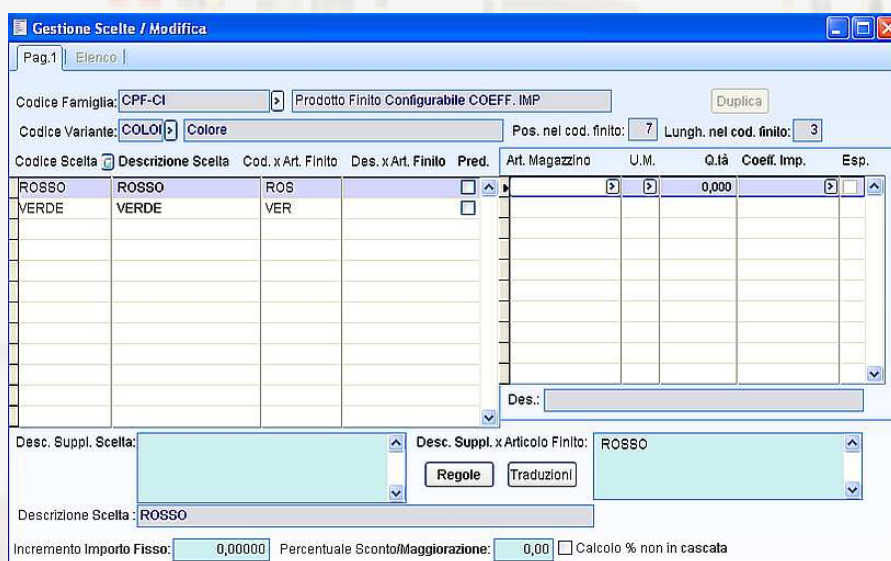 Gestione Scelte / Modifica
Pag.1 Elenco
Codice Famiglia: CPF-CI Prodotto Finito Configurabile COEFF. IMP Duplica
Codice Variante: COLO Colore Pos. nel cod. finito: 7 Lungh. nel cod. finito: 3
Codice Scelta Descrizione Scelta Cod. x Art. Finito Des. x Art. Finito Pred. Art. Magazzino U.M. Q.tà Coeff. Imp. Esp.
ROSSO ROSSO ROS 0,000
VERDE VERDE VER
Des.:
Desc. Suppl. Scelta: Desc. Suppl. x Articolo Finito: ROSSO
Regole Traduzioni
Descrizione Scelta : ROSSO
Incremento Importo Fisso: 0,00000 Percentuale Sconto/Maggiorazione: 0,00 Calcolo % non in cascata